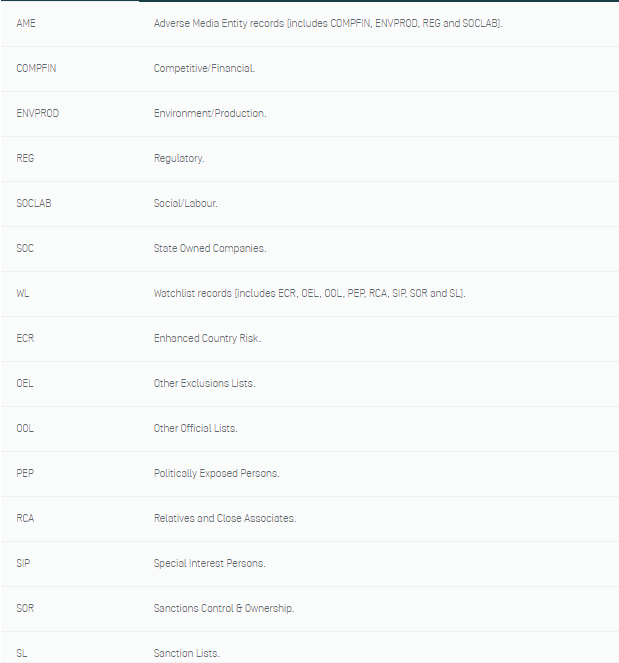 AME Adverse Media Entity records (includes COMPFIN, ENVPROD, REG and SOCLAB).
COMPFIN Competitive/Financial.
ENVPROD Environment/Production.
REG Regulatory.
SOCLAB Social/Labour.
SOC State Owned Companies.
WL Watchlist records (includes ECR, OEL, OOL, PEP, RCA, SIP, SOR and SL).
ECR Enhanced Country Risk.
OEL Other Exclusions Lists.
OOL Other Official Lists.
PEP Politically Exposed Persons.
RCA Relatives and Close Associates.
SIP Special Interest Persons.
SOR Sanctions Control & Ownership.
SL Sanction Lists.